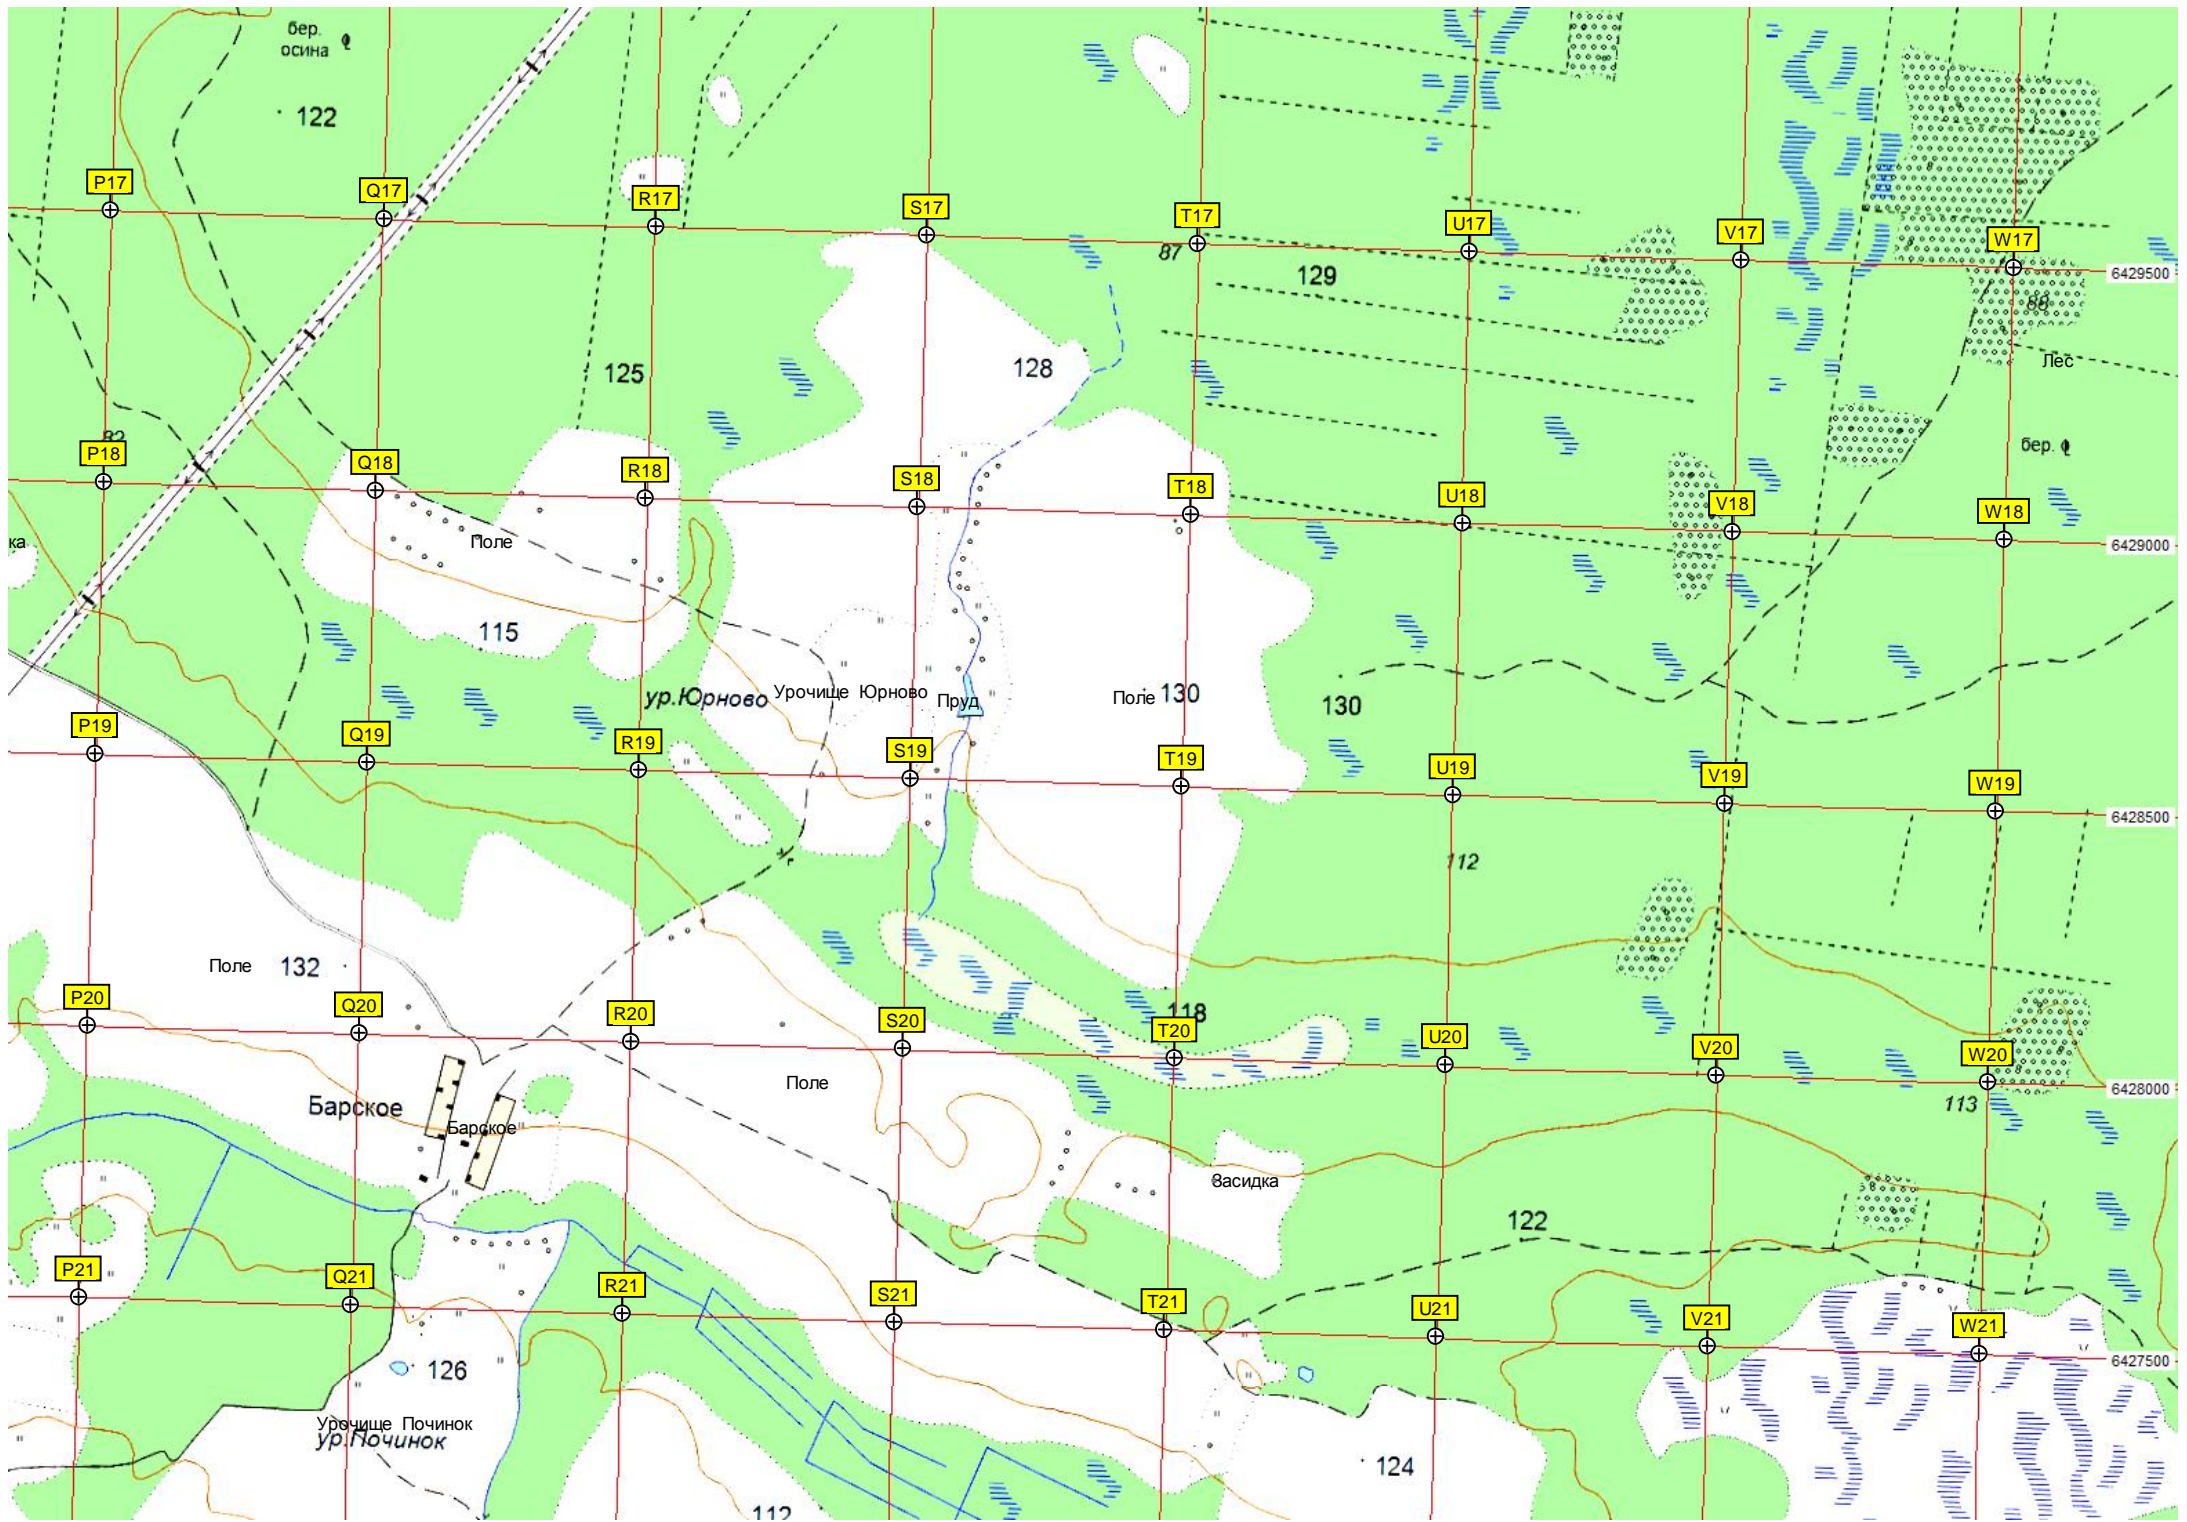 бер.
осина
122
P17
Q17
R17
S17
T17
U17
V17
W17
87
129
6429500
88
125
128
Лес
82
бер.
P18
Q18
R18
S18
T18
U18
V18
W18
ка
Поле
6429000
115
ур.Юрново
Урочище Юрново
Пруд
Поле
130
130
P19
Q19
R19
S19
T19
U19
V19
W19
6428500
112
Поле
132
P20
Q20
R20
S20
118
T20
U20
V20
W20
Поле
6428000
Барское
Барское
113
Засидка
122
P21
Q21
R21
S21
T21
U21
V21
W21
6427500
126
Урочище Починок
ур.Починок
124
112